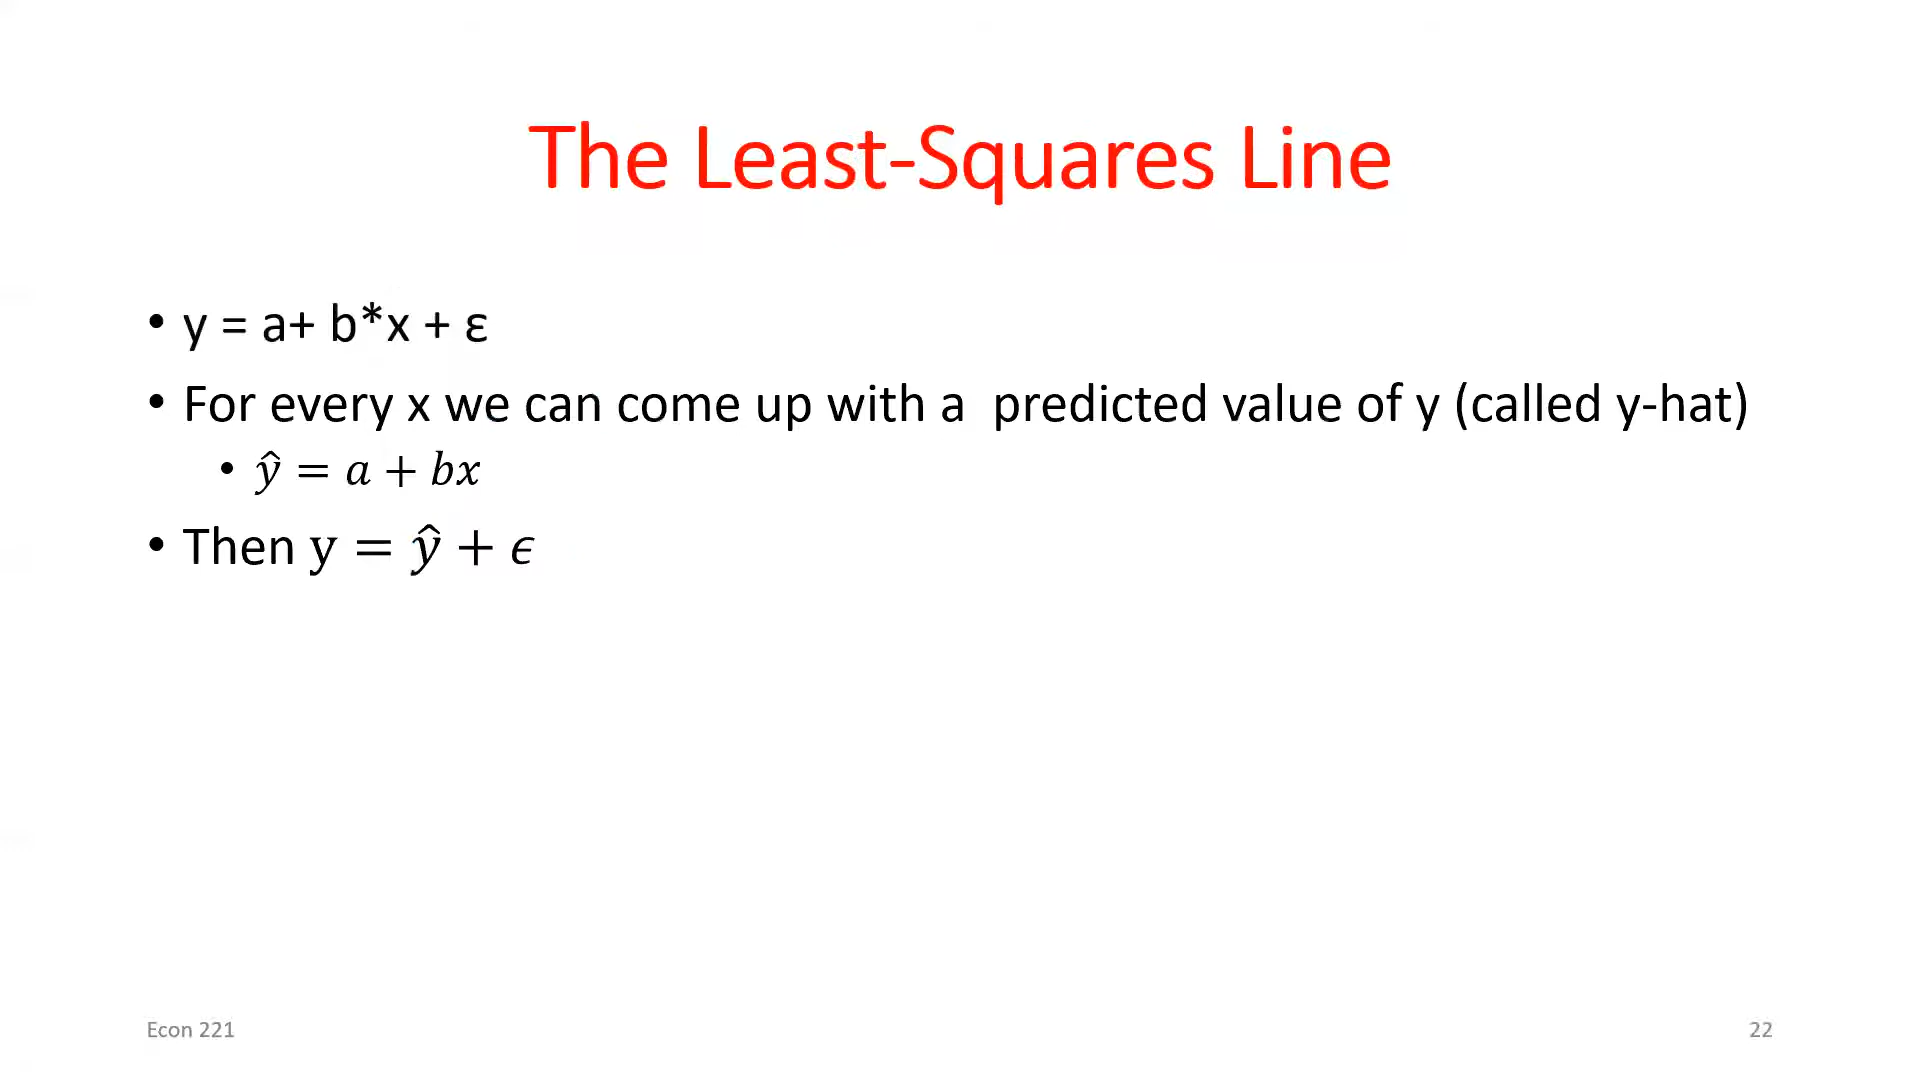 The Least-Squares Line
• y = a+ b*x + ε
• For every x we can come up with a  predicted value of y (called y-hat)
• ŷ = a + bx
• Then y = ŷ + ϵ
Econ 221
22